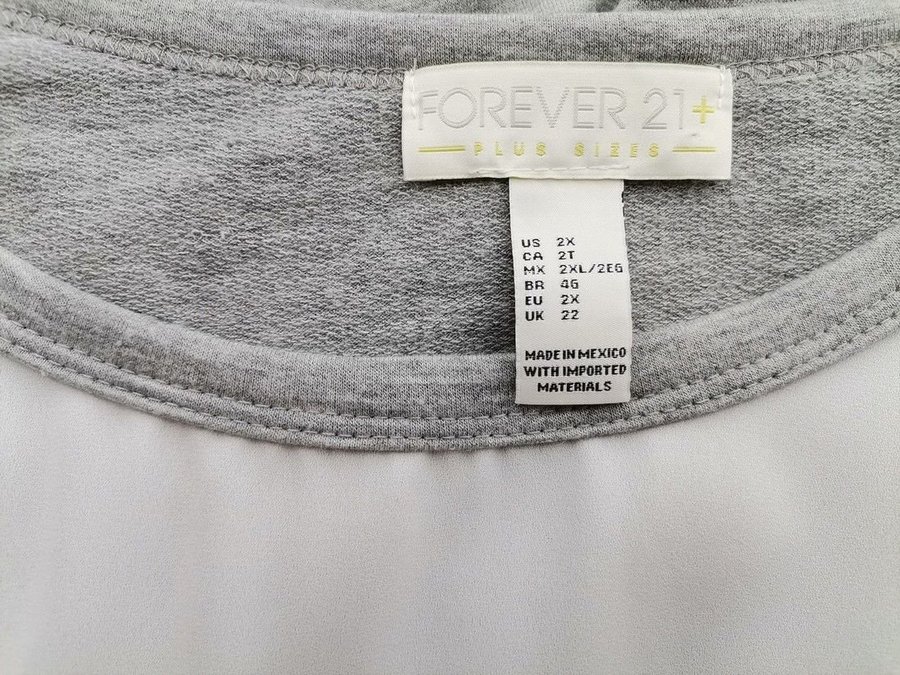 FOREVER 21+
PLUS SIZES
US 2X
CA 2T
MX 2XL/2EG
BR 4G
EU 2X
UK 22
MADE IN MEXICO
WITH IMPORTED
MATERIALS